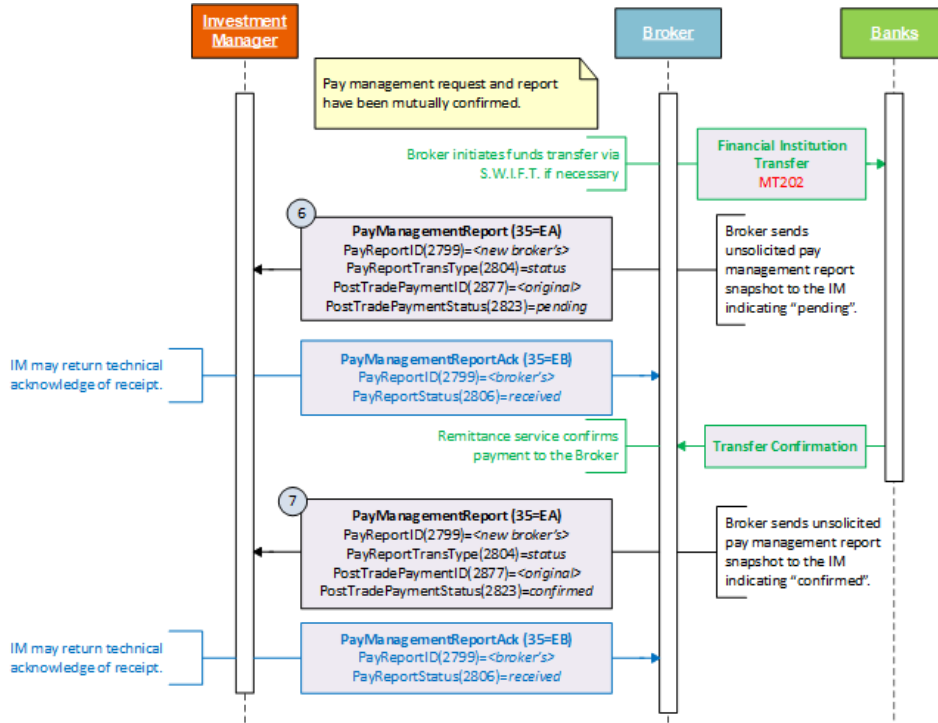 Investment
Manager
Broker
Banks
Pay management request and report
have been mutually confirmed.
Broker initiates funds transfer via
S.W.I.F.T. if necessary
Financial Institution
Transfer
MT202
6
PayManagementReport (35=EA)
PayReportID(2799)=<new broker's>
PayReportTransType(2804)=status
PostTradePaymentID(2877)=<original>
PostTradePaymentStatus(2823)=pending
Broker sends
unsolicited pay
management report
snapshot to the IM
indicating “pending”.
IM may return technical
acknowledge of receipt.
PayManagementReportAck (35=EB)
PayReportID(2799)=<broker's>
PayReportStatus(2806)=received
Remittance service confirms
payment to the Broker
Transfer Confirmation
7
PayManagementReport (35=EA)
PayReportID(2799)=<new broker's>
PayReportTransType(2804)=status
PostTradePaymentID(2877)=<original>
PostTradePaymentStatus(2823)=confirmed
Broker sends unsolicited
pay management report
snapshot to the IM
indicating “confirmed”.
IM may return technical
acknowledge of receipt.
PayManagementReportAck (35=EB)
PayReportID(2799)=<broker's>
PayReportStatus(2806)=received